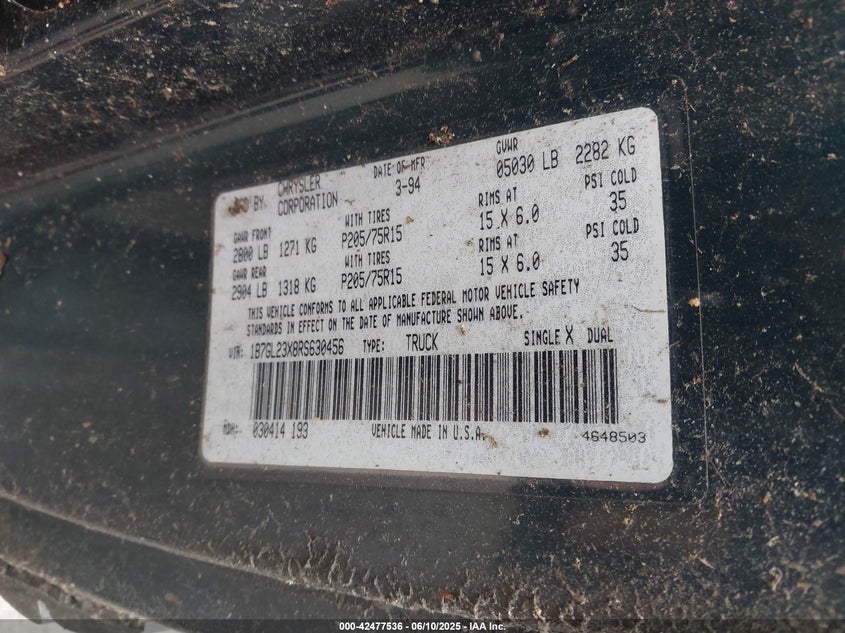 MFD BY: CHRYSLER CORPORATION DATE OF MFR 3-94 GVWR 05030 LB 2282 KG
GAWR FRONT 2800 LB 1271 KG WITH TIRES P205/75R15 RIMS AT 15 X 6.0 PSI COLD 35
GAWR REAR 2904 LB 1318 KG WITH TIRES P205/75R15 RIMS AT 15 X 6.0 PSI COLD 35
THIS VEHICLE CONFORMS TO ALL APPLICABLE FEDERAL MOTOR VEHICLE SAFETY
STANDARDS IN EFFECT ON THE DATE OF MANUFACTURE SHOWN ABOVE.
VIN: 1B7GL23X8RS630456 TYPE: TRUCK SINGLE X DUAL
MDH: 030414 193 VEHICLE MADE IN U.S.A. 4648503
000-42477536 - 06/10/2025 - IAA Inc.